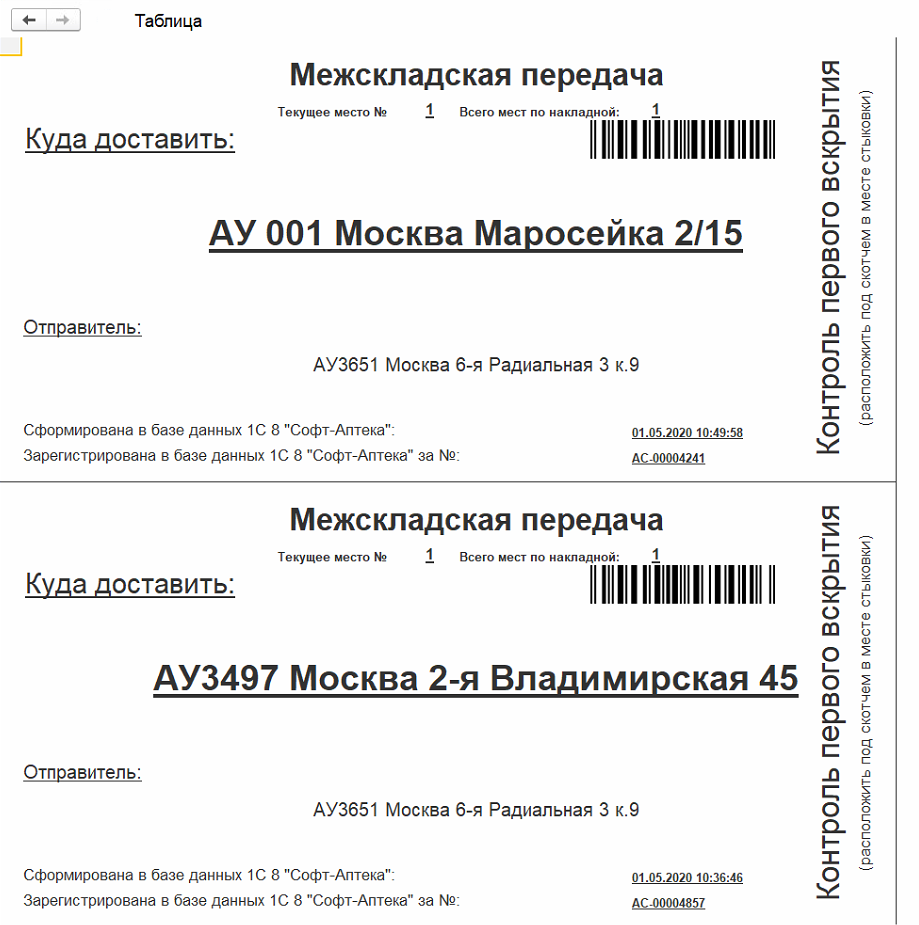 Таблица
Межскладская передача
Текущее место № 1 Всего мест по накладной: 1
Куда доставить:
АУ 001 Москва Маросейка 2/15
Отправитель:
АУ3651 Москва 6-я Радиальная 3 к.9
Сформирована в базе данных 1С 8 "Софт-Аптека": 01.05.2020 10:49:58
Зарегистрирована в базе данных 1С 8 "Софт-Аптека" за №: АС-00004241
Контроль первого вскрытия
(расположить под скотчем в месте стыковки)
Межскладская передача
Текущее место № 1 Всего мест по накладной: 1
Куда доставить:
АУ3497 Москва 2-я Владимирская 45
Отправитель:
АУ3651 Москва 6-я Радиальная 3 к.9
Сформирована в базе данных 1С 8 "Софт-Аптека": 01.05.2020 10:36:46
Зарегистрирована в базе данных 1С 8 "Софт-Аптека" за №: АС-00004857
Контроль первого вскрытия
(расположить под скотчем в месте стыковки)